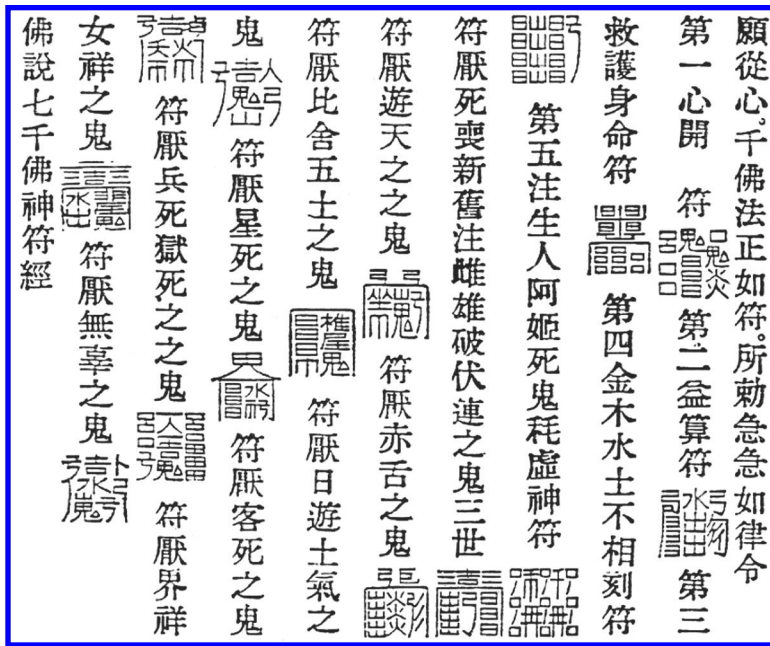 願從心。千佛法正如符。所勅急急如律令
第一心開 符 第二益算符 第三
救護身命符 第四金木水土不相刻符
第五注生人阿姬死鬼秏虛神符
符厭死喪新舊注雌雄破伏連之鬼三世
符厭遊天之之鬼 符厭赤舌之鬼
符厭比舍五土之鬼 符厭日遊土氣之
鬼 符厭星死之鬼 符厭客死之鬼
符厭兵死獄死之之鬼 符厭界祥
女祥之鬼 符厭無辜之鬼
佛說七千佛神符經